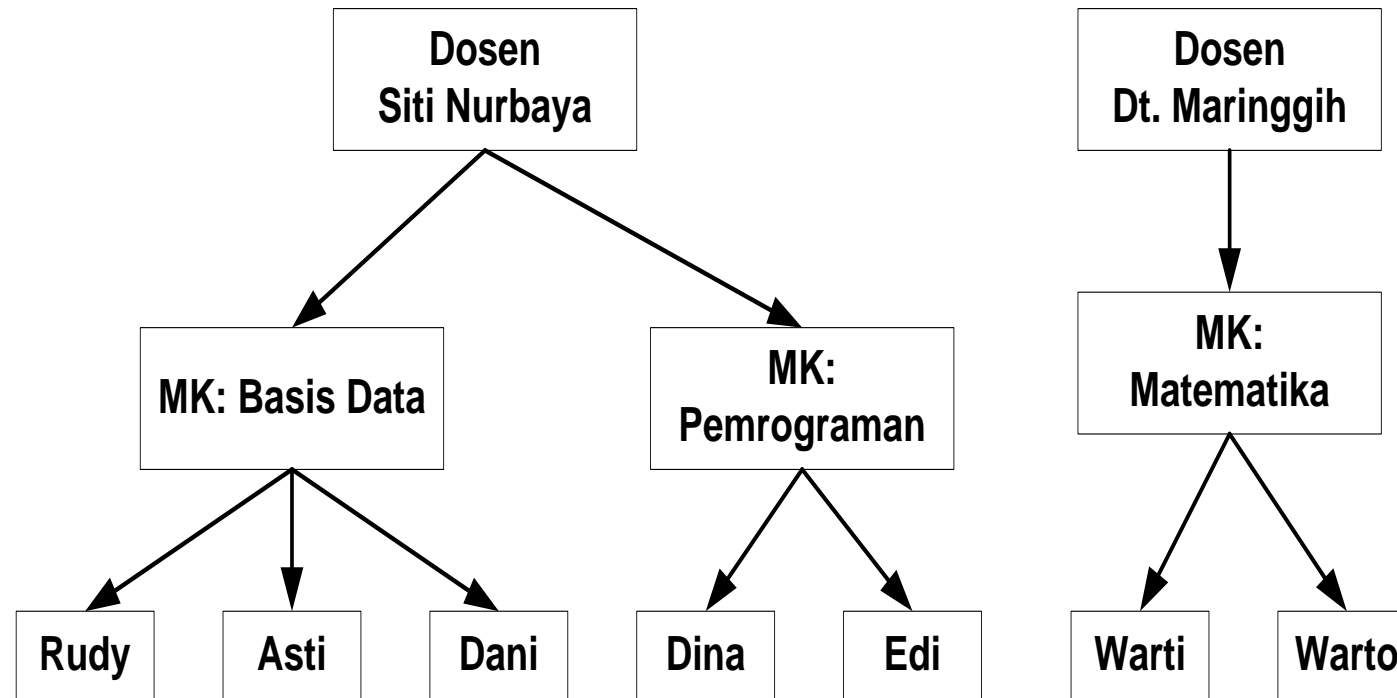 Dosen
Siti Nurbaya
Dosen
Dt. Maringgih
MK: Basis Data
MK:
Pemrograman
MK:
Matematika
Rudy
Asti
Dani
Dina
Edi
Warti
Warto